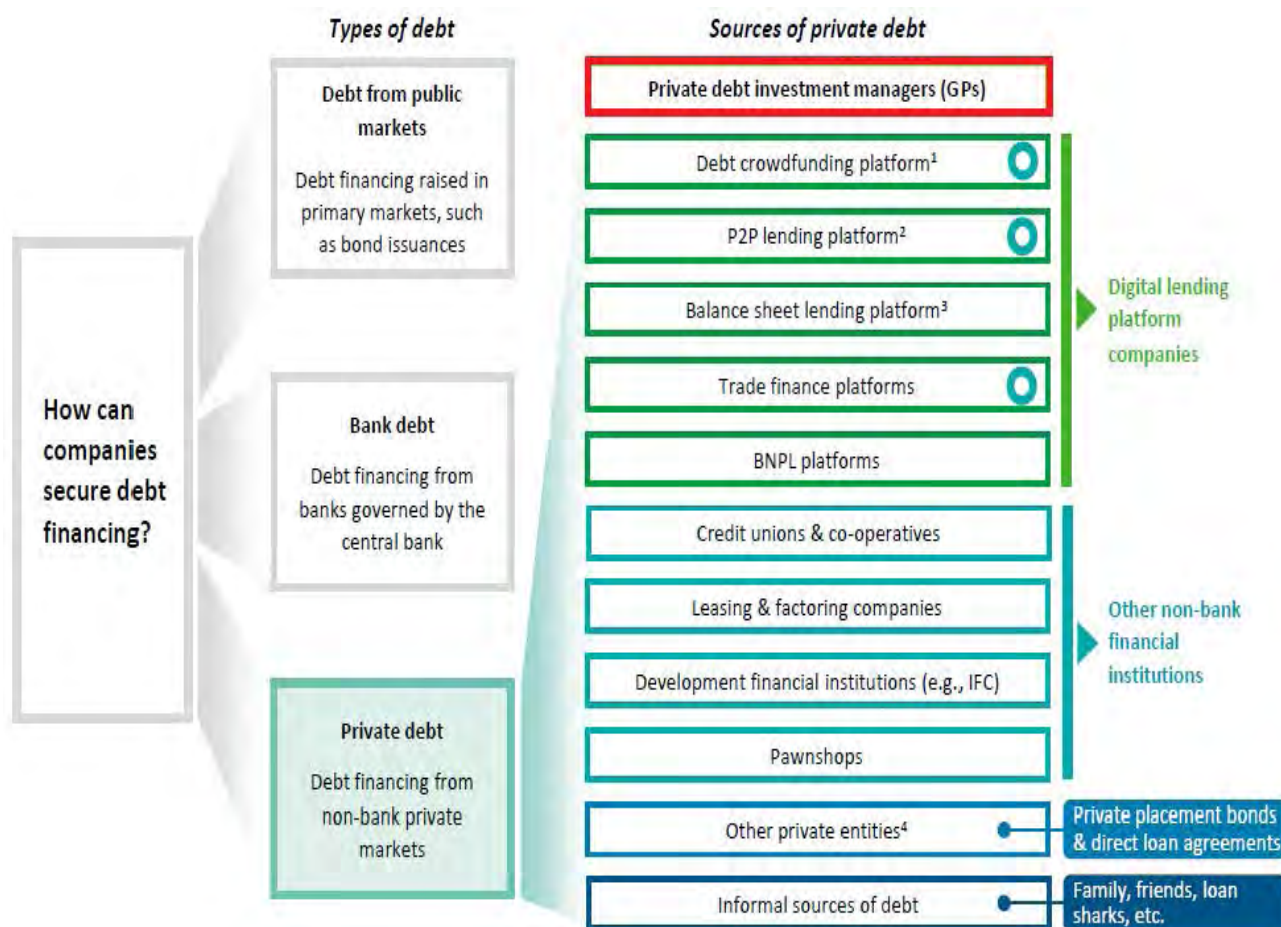 Types of debt
Sources of private debt
How can
companies
secure debt
financing?
Debt from public
markets
Debt financing raised in
primary markets, such
as bond issuances
Bank debt
Debt financing from
banks governed by the
central bank
Private debt
Debt financing from
non-bank private
markets
Private debt investment managers (GPs)
Debt crowdfunding platform¹
P2P lending platform²
Balance sheet lending platform³
Trade finance platforms
BNPL platforms
Digital lending
platform
companies
Credit unions & co-operatives
Leasing & factoring companies
Development financial institutions (e.g., IFC)
Pawnshops
Other non-bank
financial
institutions
Other private entities⁴
Private placement bonds
& direct loan agreements
Informal sources of debt
Family, friends, loan
sharks, etc.